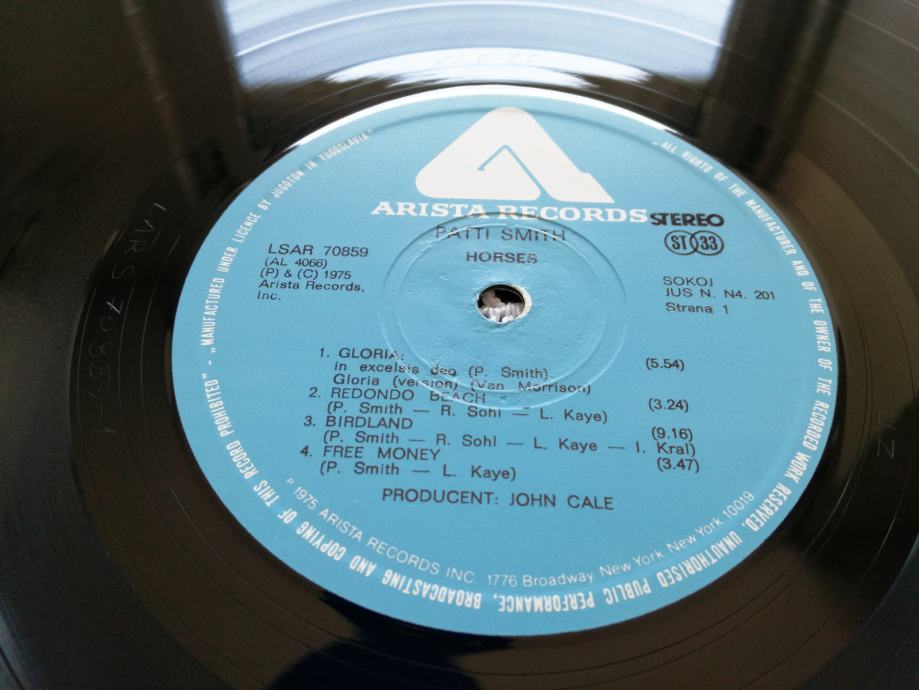 ARISTA RECORDS
STEREO
ST 33
PATTI SMITH
HORSES
LSAR 70859
(AL 4066)
(P) & (C) 1975
Arista Records,
Inc.
SOKOJ
JUS N. N4. 201
Strana 1
1. GLORIA:
in excelsis deo (P. Smith)
Gloria (version) (Van Morrison) (5.54)
2. REDONDO BEACH
(P. Smith — R. Sohl — L. Kaye) (3.24)
3. BIRDLAND
(P. Smith — R. Sohl — L. Kaye — I. Kral) (9.16)
4. FREE MONEY
(P. Smith — L. Kaye) (3.47)
PRODUCENT: JOHN CALE
P 1975 ARISTA RECORDS INC 1776 Broadway New York New York 10019
„MANUFACTURED UNDER LICENCE BY JUGOTON IN YUGOSLAVIA"
„ALL RIGHTS OF THE MANUFACTURER AND OF THE OWNER OF THE RECORDED WORK RESERVED. UNAUTHORISED PUBLIC PERFORMANCE, BROADCASTING AND COPYING OF THIS RECORD PROHIBITED" -